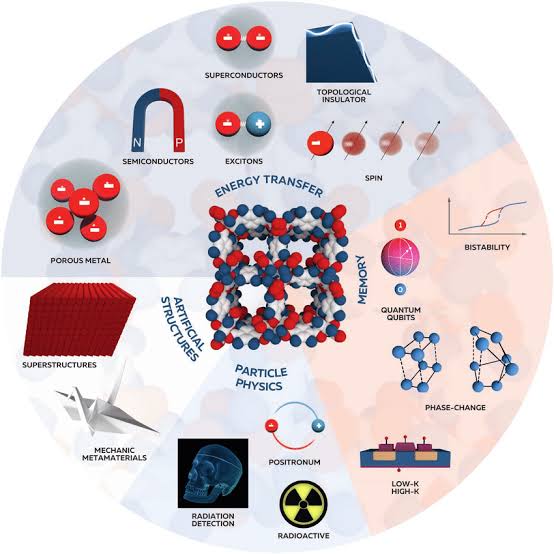 SUPERCONDUCTORS
TOPOLOGICAL
INSULATOR
N P
SEMICONDUCTORS
EXCITONS
SPIN
POROUS METAL
ENERGY TRANSFER
BISTABILITY
MEMORY
1
0
QUANTUM
QUBITS
PHASE-CHANGE
LOW-K
HIGH-K
ARTIFICIAL
STRUCTURES
SUPERSTRUCTURES
MECHANIC
METAMATERIALS
PARTICLE
PHYSICS
POSITRONUM
RADIATION
DETECTION
RADIOACTIVE